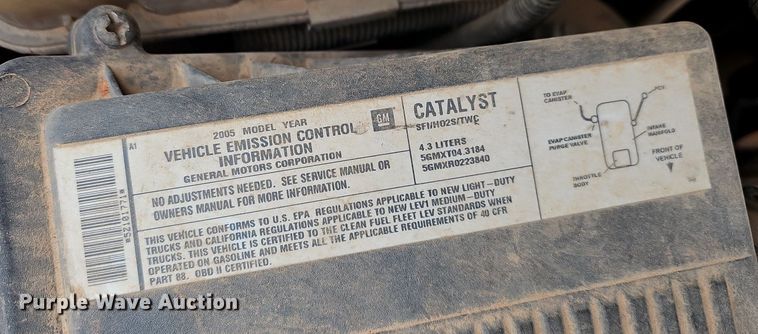 A1
2005 MODEL YEAR
VEHICLE EMISSION CONTROL
INFORMATION
GENERAL MOTORS CORPORATION
GM
CATALYST
SFI/HO2S/TWC
4.3 LITERS
5GMXT04.3184
5GMXR0223840
NO ADJUSTMENTS NEEDED. SEE SERVICE MANUAL OR
OWNERS MANUAL FOR MORE INFORMATION.
THIS VEHICLE CONFORMS TO U.S. EPA REGULATIONS APPLICABLE TO NEW LIGHT-DUTY
TRUCKS AND CALIFORNIA REGULATIONS APPLICABLE TO NEW LEV1 MEDIUM-DUTY
TRUCKS. THIS VEHICLE IS CERTIFIED TO THE CLEAN FUEL FLEET LEV STANDARDS WHEN
OPERATED ON GASOLINE AND MEETS ALL THE APPLICABLE REQUIREMENTS OF 40 CFR
PART 88. OBD II CERTIFIED.
TO EVAP
CANISTER
PCV
EVAP CANISTER
PURGE VALVE
INTAKE
MANIFOLD
THROTTLE
BODY
FRONT OF
VEHICLE
Purple Wave Auction